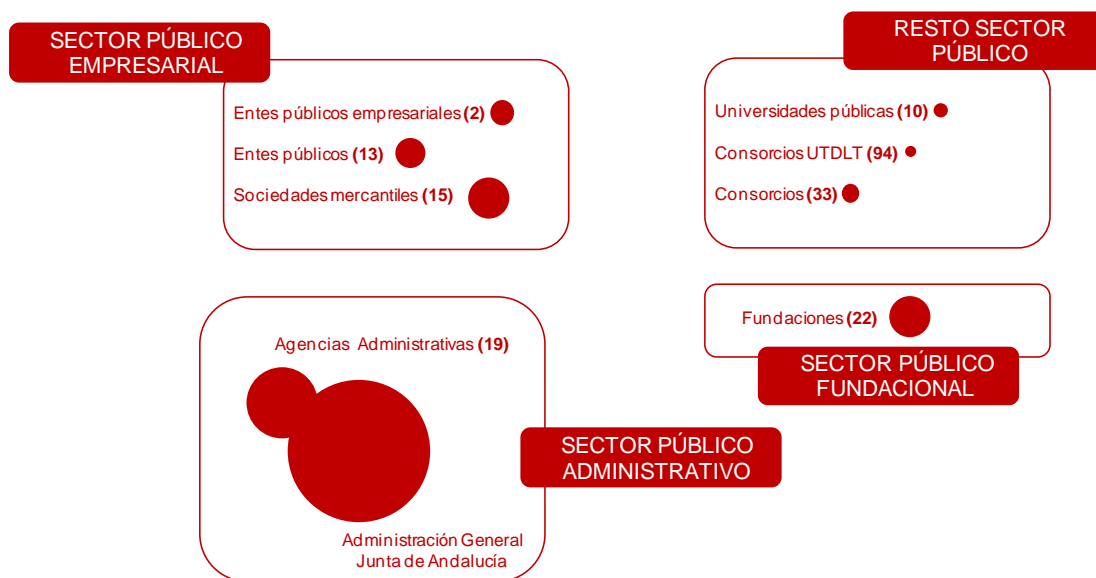 SECTOR PÚBLICO
EMPRESARIAL
Entes públicos empresariales (2)
Entes públicos (13)
Sociedades mercantiles (15)
RESTO SECTOR
PÚBLICO
Universidades públicas (10)
Consorcios UTDLT (94)
Consorcios (33)
Agencias Administrativas (19)
Administración General
Junta de Andalucía
SECTOR PÚBLICO
ADMINISTRATIVO
Fundaciones (22)
SECTOR PÚBLICO
FUNDACIONAL